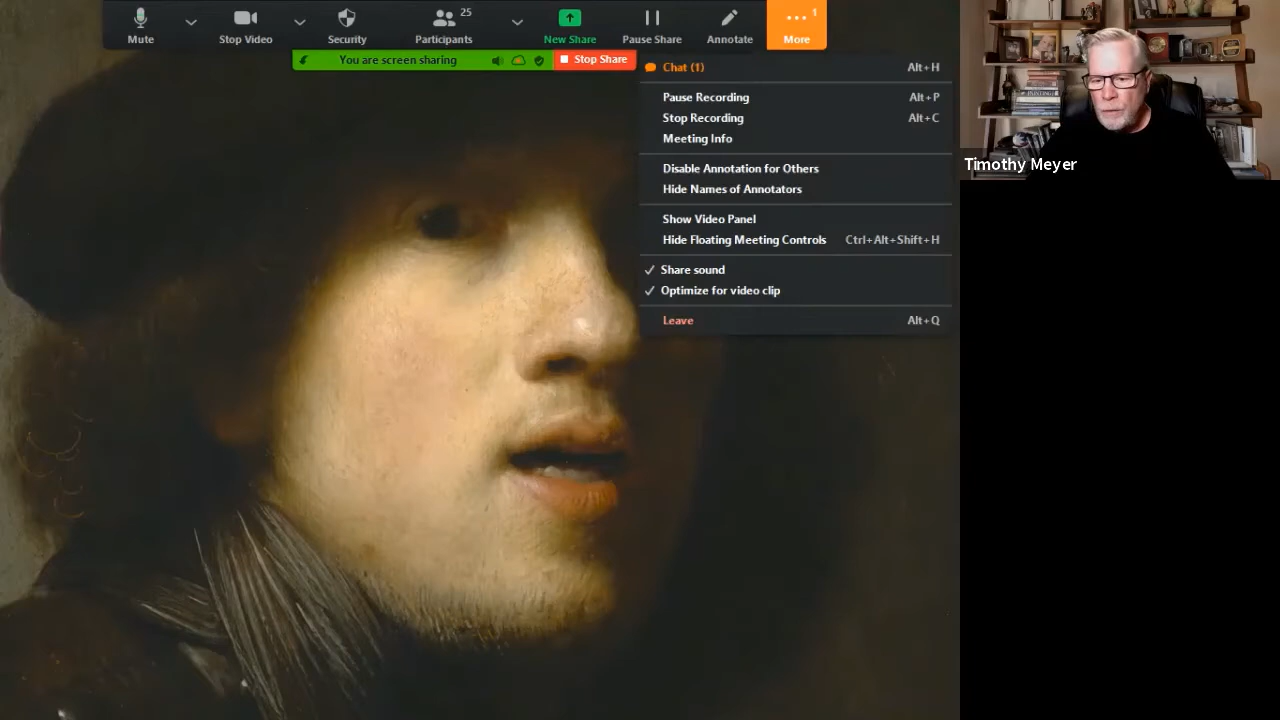 25
1
Mute
Stop Video
Security
Participants
New Share
Pause Share
Annotate
More
You are screen sharing
Stop Share
Chat (1) Alt+H
Pause Recording Alt+P
Stop Recording Alt+C
Meeting Info
Disable Annotation for Others
Hide Names of Annotators
Show Video Panel
Hide Floating Meeting Controls Ctrl+Alt+Shift+H
Share sound
Optimize for video clip
Leave Alt+Q
Timothy Meyer